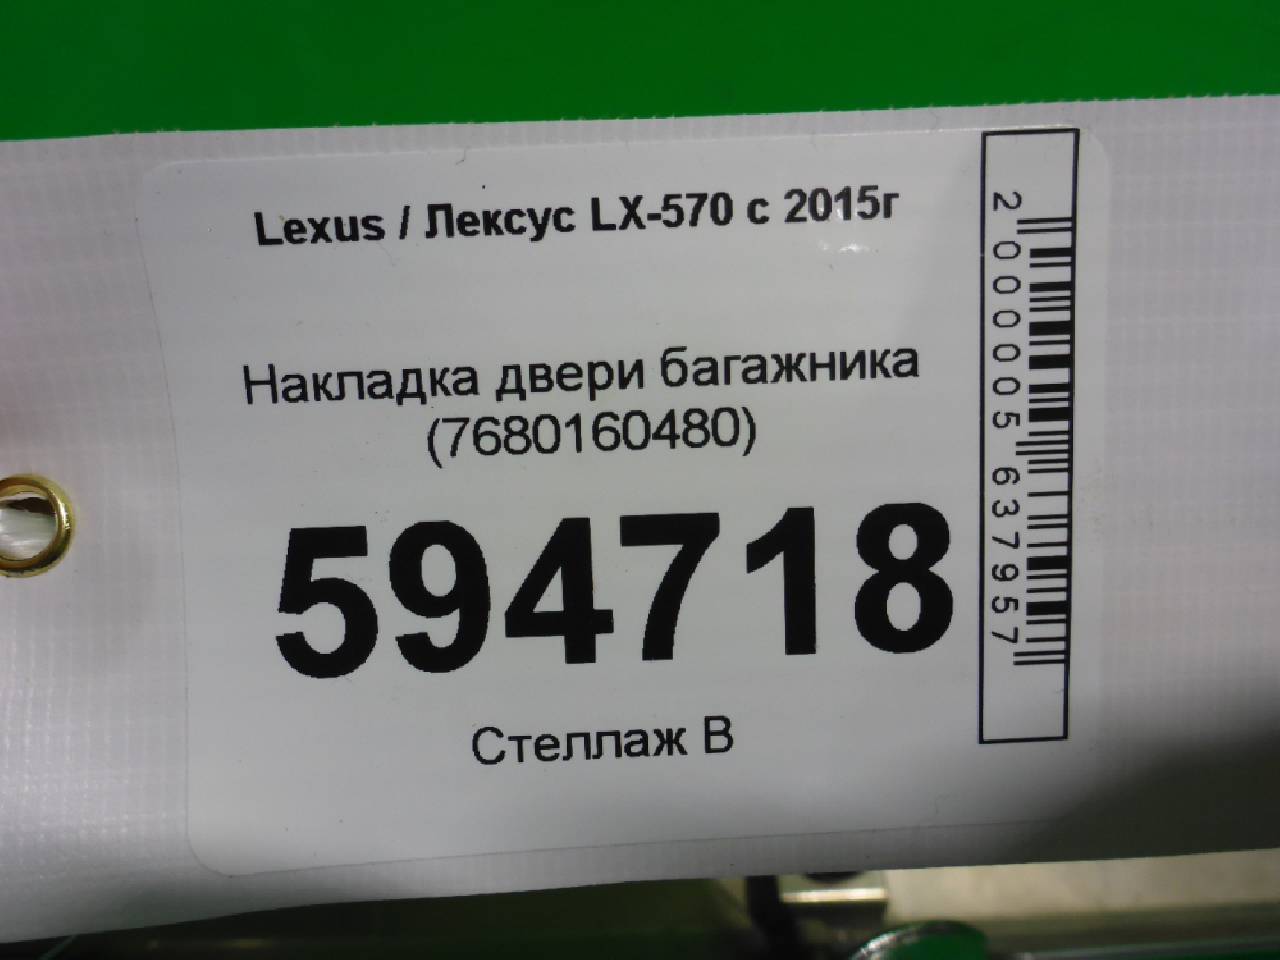 Lexus / Лексус LX-570 с 2015г
Накладка двери багажника
(7680160480)
594718
Стеллаж В
2000005637957